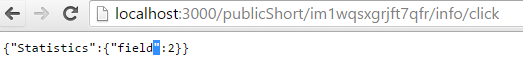 localhost:3000/publicShort/im1wqsxgrjft7qfr/info/click
{"Statistics":{"field":2}}